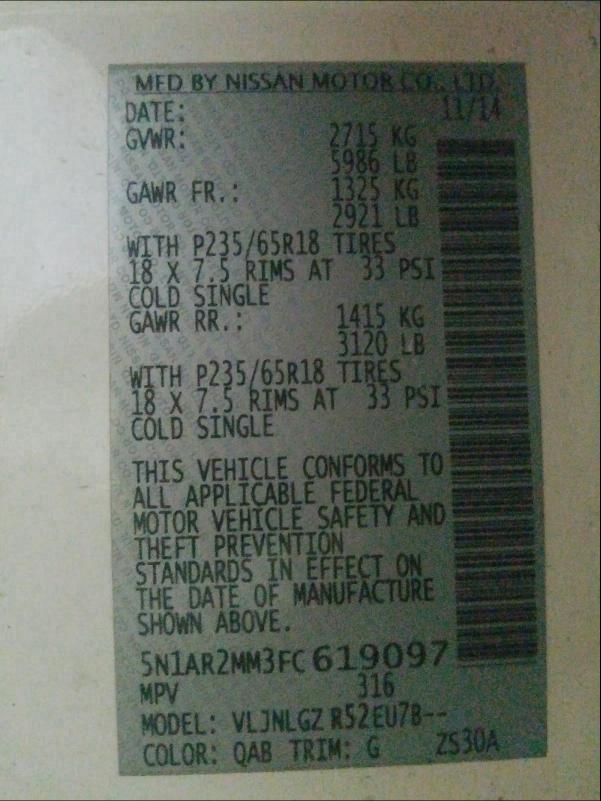 MFD BY NISSAN MOTOR CO., LTD.
DATE: 11/14
GVWR: 2715 KG
5986 LB
GAWR FR.: 1325 KG
2921 LB
WITH P235/65R18 TIRES
18 X 7.5 RIMS AT 33 PSI
COLD SINGLE
GAWR RR.: 1415 KG
3120 LB
WITH P235/65R18 TIRES
18 X 7.5 RIMS AT 33 PSI
COLD SINGLE
THIS VEHICLE CONFORMS TO
ALL APPLICABLE FEDERAL
MOTOR VEHICLE SAFETY AND
THEFT PREVENTION
STANDARDS IN EFFECT ON
THE DATE OF MANUFACTURE
SHOWN ABOVE.
5N1AR2MM3FC619097
MPV 316
MODEL: VLJNLGZ R52EU7B--
COLOR: QAB TRIM: G ZS30A